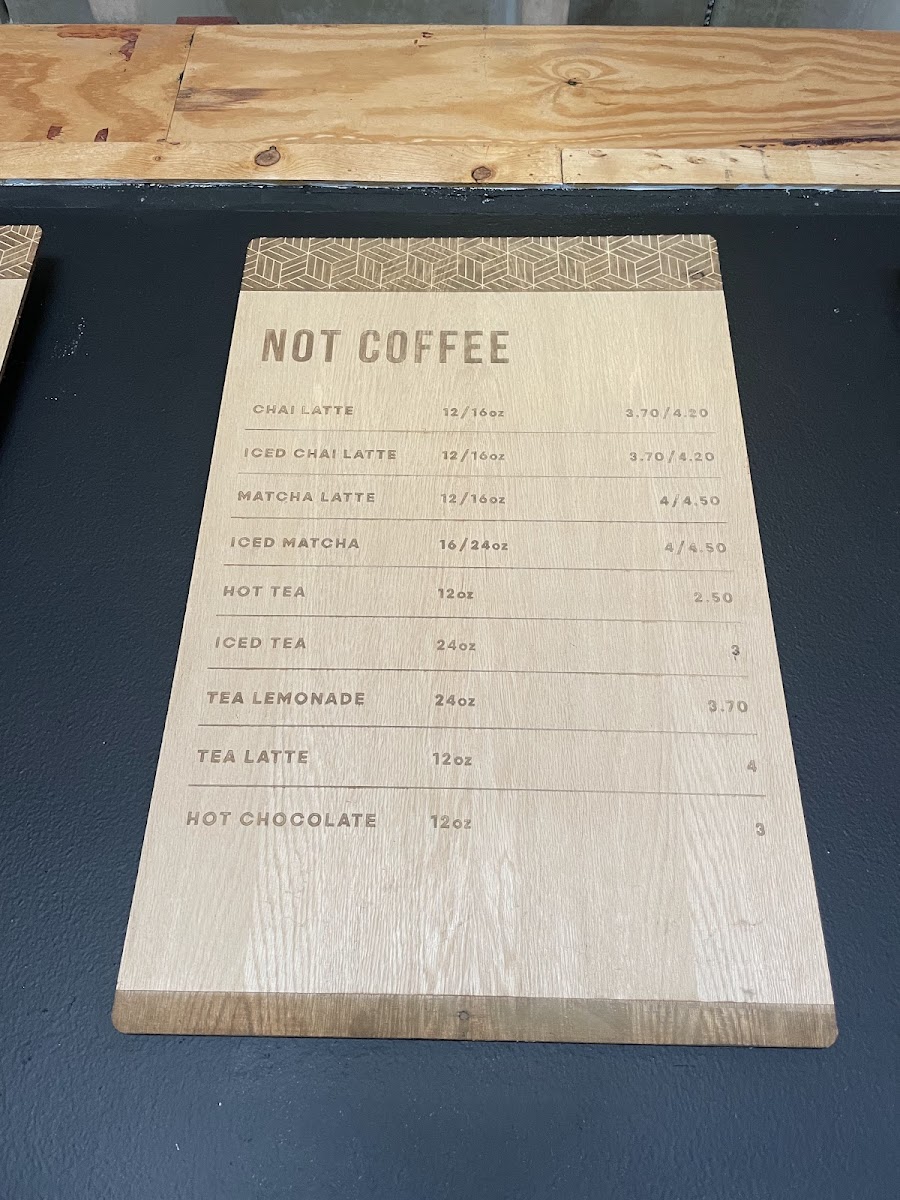 NOT COFFEE
CHAI LATTE 12/16oz 3.70/4.20
ICED CHAI LATTE 12/16oz 3.70/4.20
MATCHA LATTE 12/16oz 4/4.50
ICED MATCHA 16/24oz 4/4.50
HOT TEA 12oz 2.50
ICED TEA 24oz 3
TEA LEMONADE 24oz 3.70
TEA LATTE 12oz 4
HOT CHOCOLATE 12oz 3